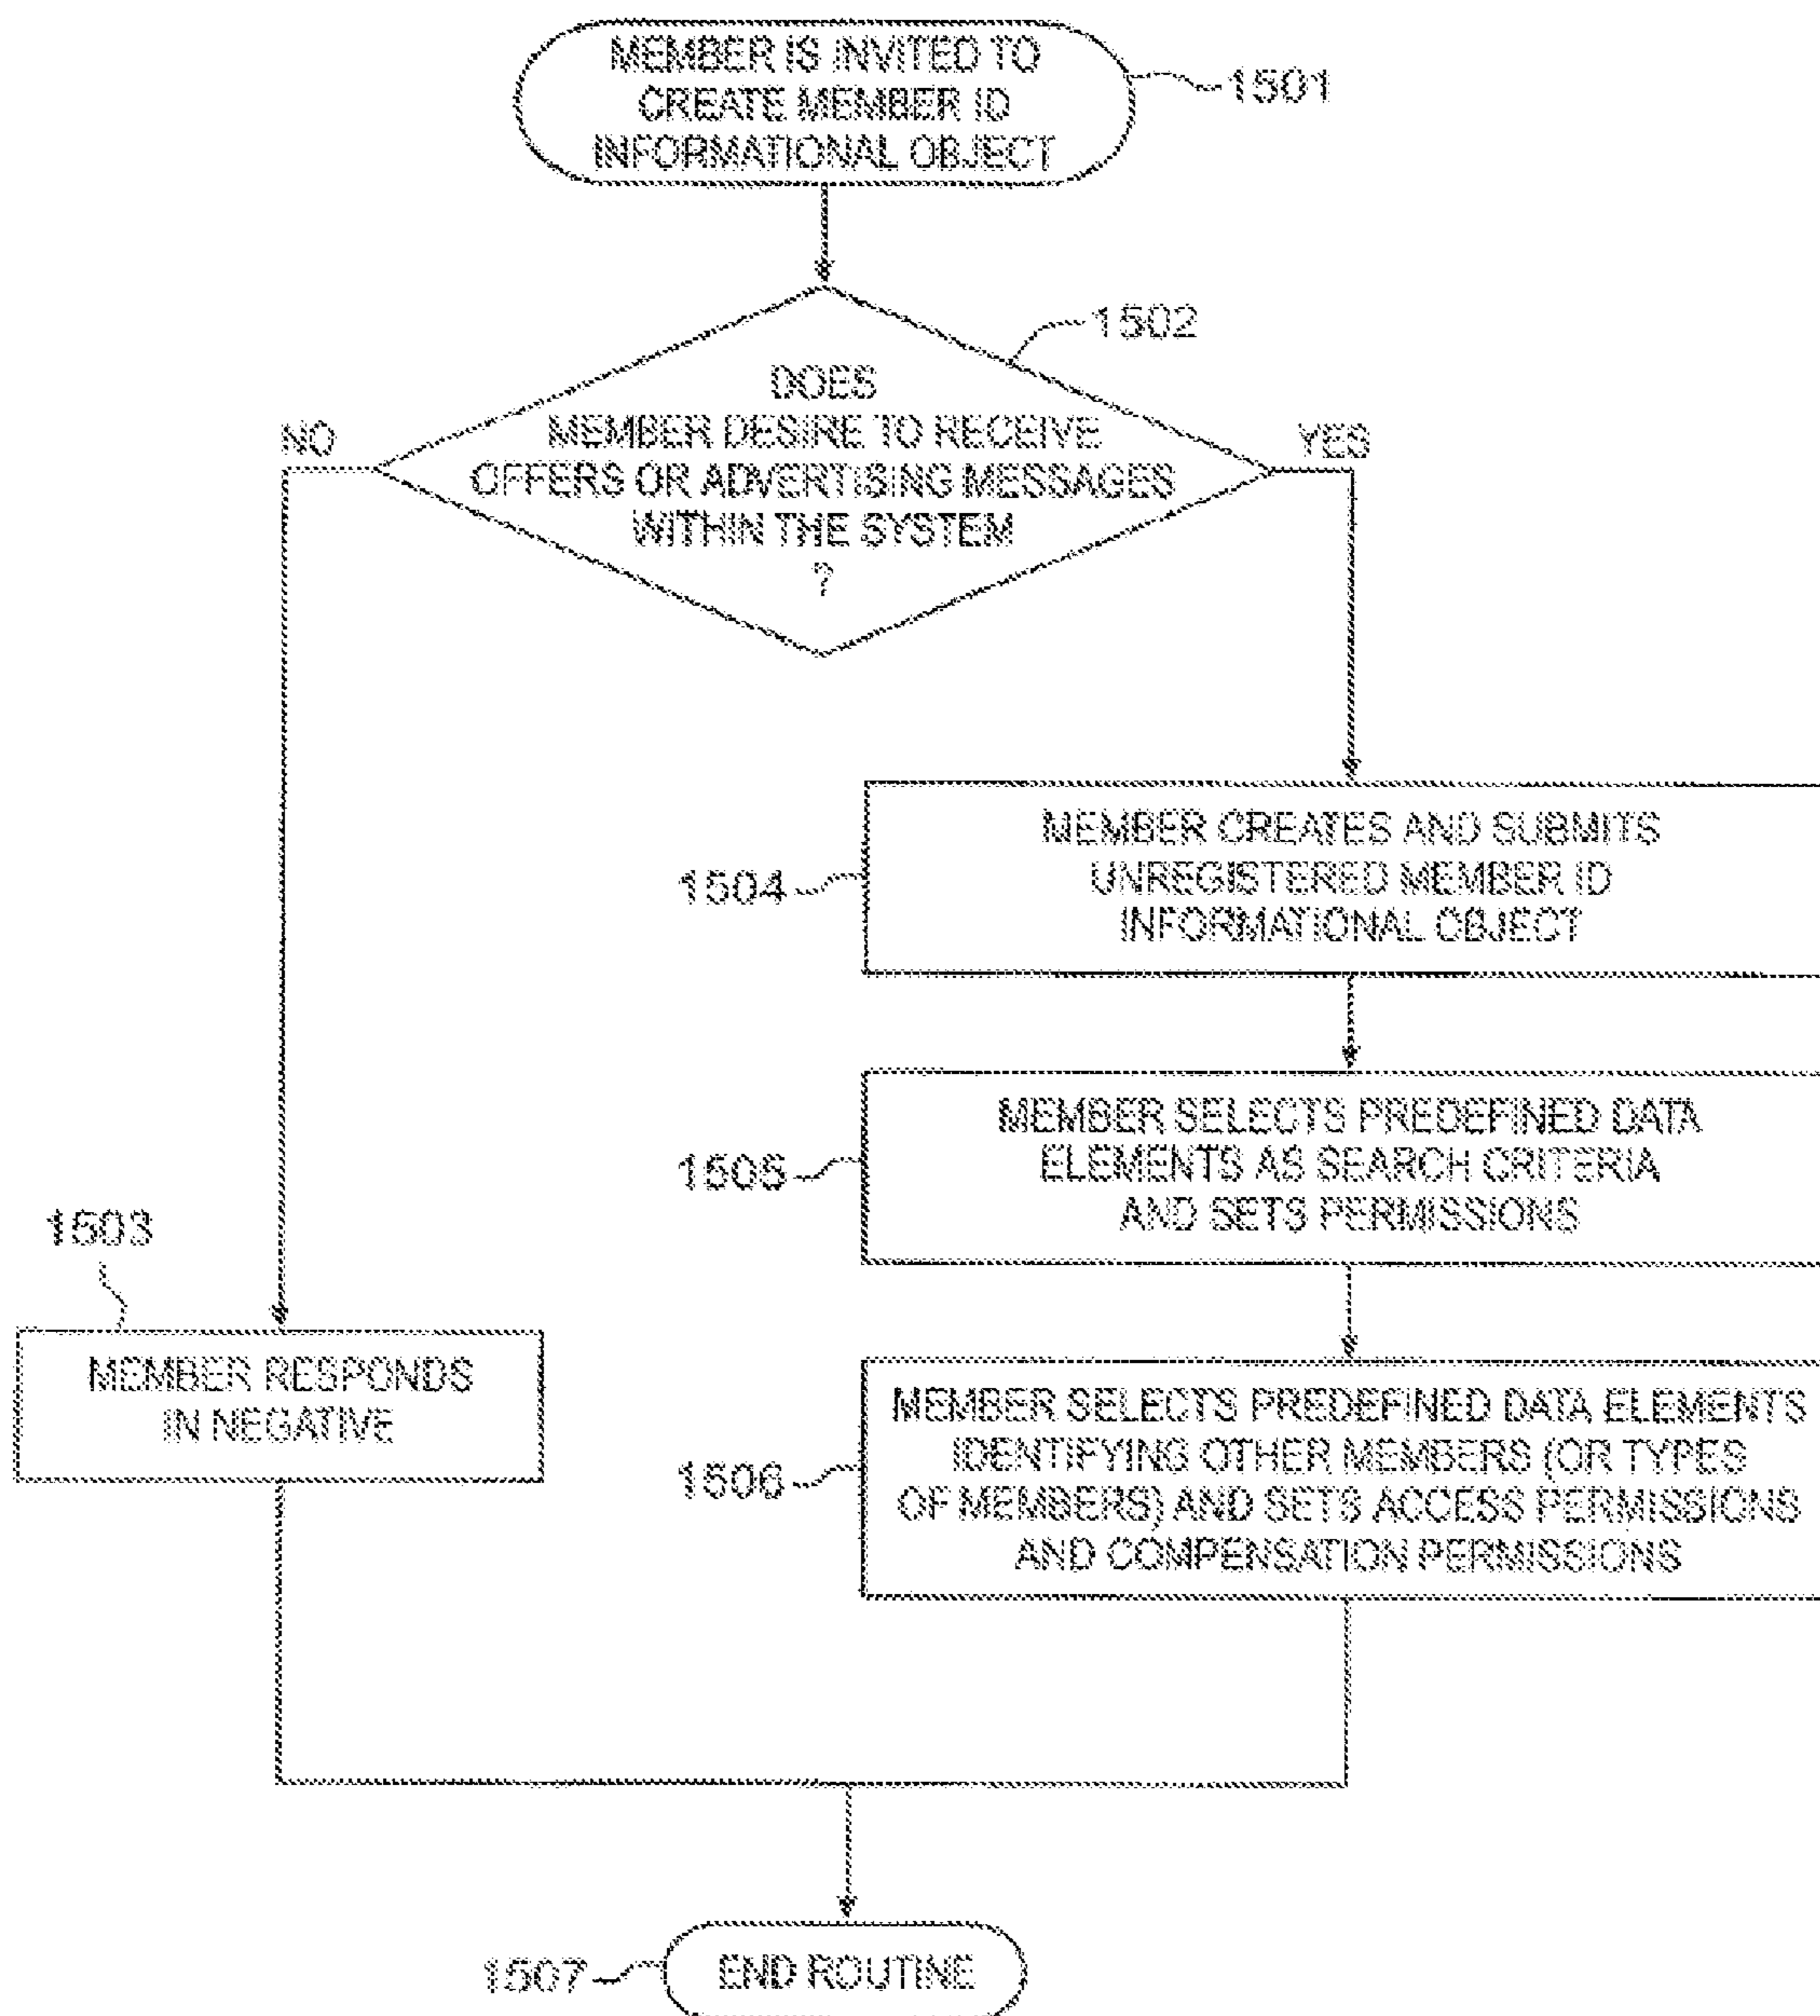 MEMBER IS INVITED TO
CREATE MEMBER ID
INFORMATIONAL OBJECT
1501
1502
DOES
MEMBER DESIRE TO RECEIVE
OFFERS OR ADVERTISING MESSAGES
WITHIN THE SYSTEM
?
NO
YES
MEMBER CREATES AND SUBMITS
UNREGISTERED MEMBER ID
INFORMATIONAL OBJECT
1504
MEMBER SELECTS PREDEFINED DATA
ELEMENTS AS SEARCH CRITERIA
AND SETS PERMISSIONS
1505
1503
MEMBER RESPONDS
IN NEGATIVE
MEMBER SELECTS PREDEFINED DATA ELEMENTS
IDENTIFYING OTHER MEMBERS (OR TYPES
OF MEMBERS) AND SETS ACCESS PERMISSIONS
AND COMPENSATION PERMISSIONS
1506
1507
END ROUTINE